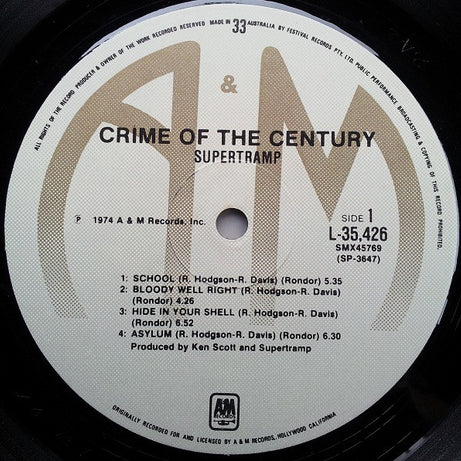 ALL RIGHTS OF THE RECORD PRODUCER & OWNER OF THE WORK RECORDED RESERVED MADE IN 33 AUSTRALIA BY FESTIVAL RECORDS PTY. LTD. PUBLIC PERFORMANCE BROADCASTING & COPYING OF THIS RECORD PROHIBITED.
A & M
CRIME OF THE CENTURY
SUPERTRAMP
℗ 1974 A & M Records, Inc.
SIDE 1
L-35,426
SMX45769
(SP-3647)
1: SCHOOL (R. Hodgson-R. Davis) (Rondor) 5.35
2: BLOODY WELL RIGHT (R. Hodgson-R. Davis)
(Rondor) 4.26
3: HIDE IN YOUR SHELL (R. Hodgson-R. Davis)
(Rondor) 6.52
4: ASYLUM (R. Hodgson-R. Davis) (Rondor) 6.30
Produced by Ken Scott and Supertramp
AM
RECORDS
ORIGINALLY RECORDED FOR AND LICENSED BY A & M RECORDS, HOLLYWOOD CALIFORNIA